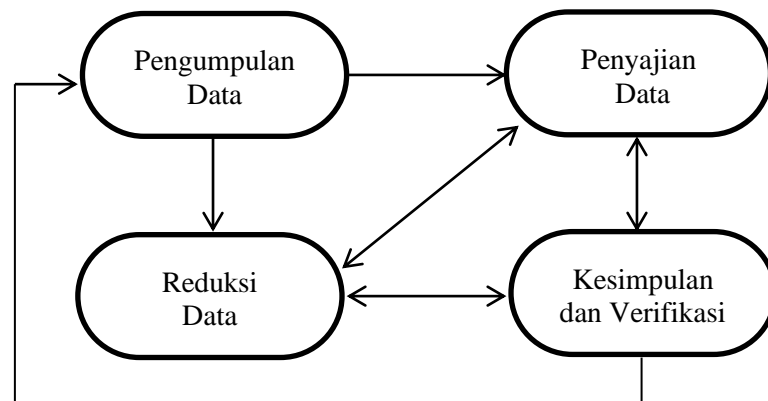 Pengumpulan
Data
Penyajian
Data
Reduksi
Data
Kesimpulan
dan Verifikasi